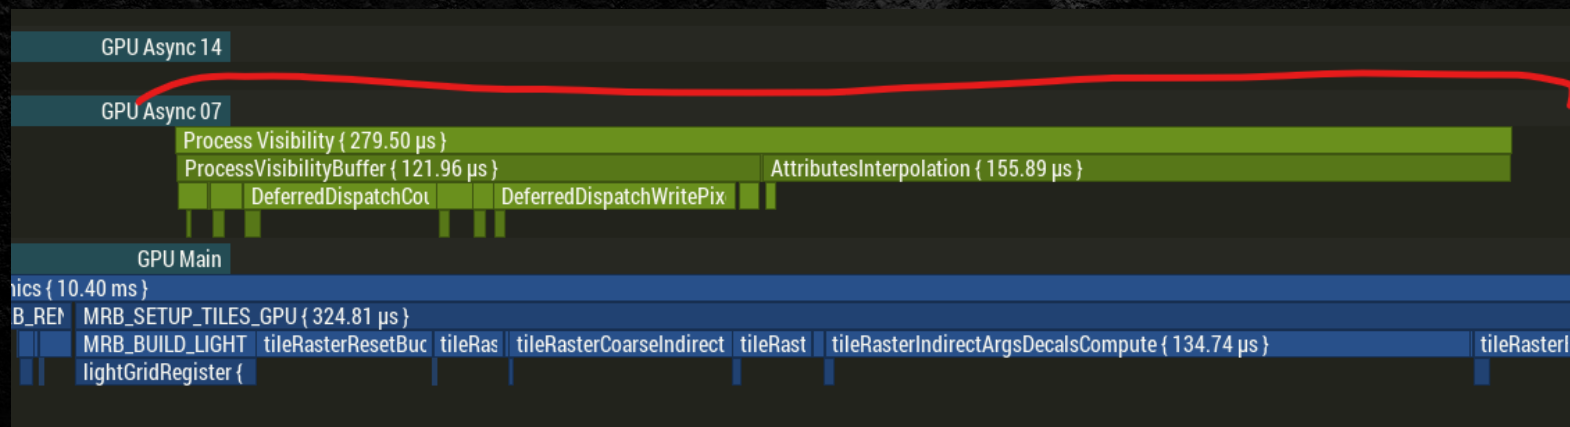 GPU Async 14
GPU Async 07
Process Visibility { 279.50 µs }
ProcessVisibilityBuffer { 121.96 µs } AttributesInterpolation { 155.89 µs }
DeferredDispatchCou DeferredDispatchWritePix
GPU Main
nics { 10.40 ms }
B_REN MRB_SETUP_TILES_GPU { 324.81 µs }
MRB_BUILD_LIGHT tileRasterResetBuc tileRas tileRasterCoarseIndirect tileRast tileRasterIndirectArgsDecalsCompute { 134.74 µs } tileRasterI
lightGridRegister {